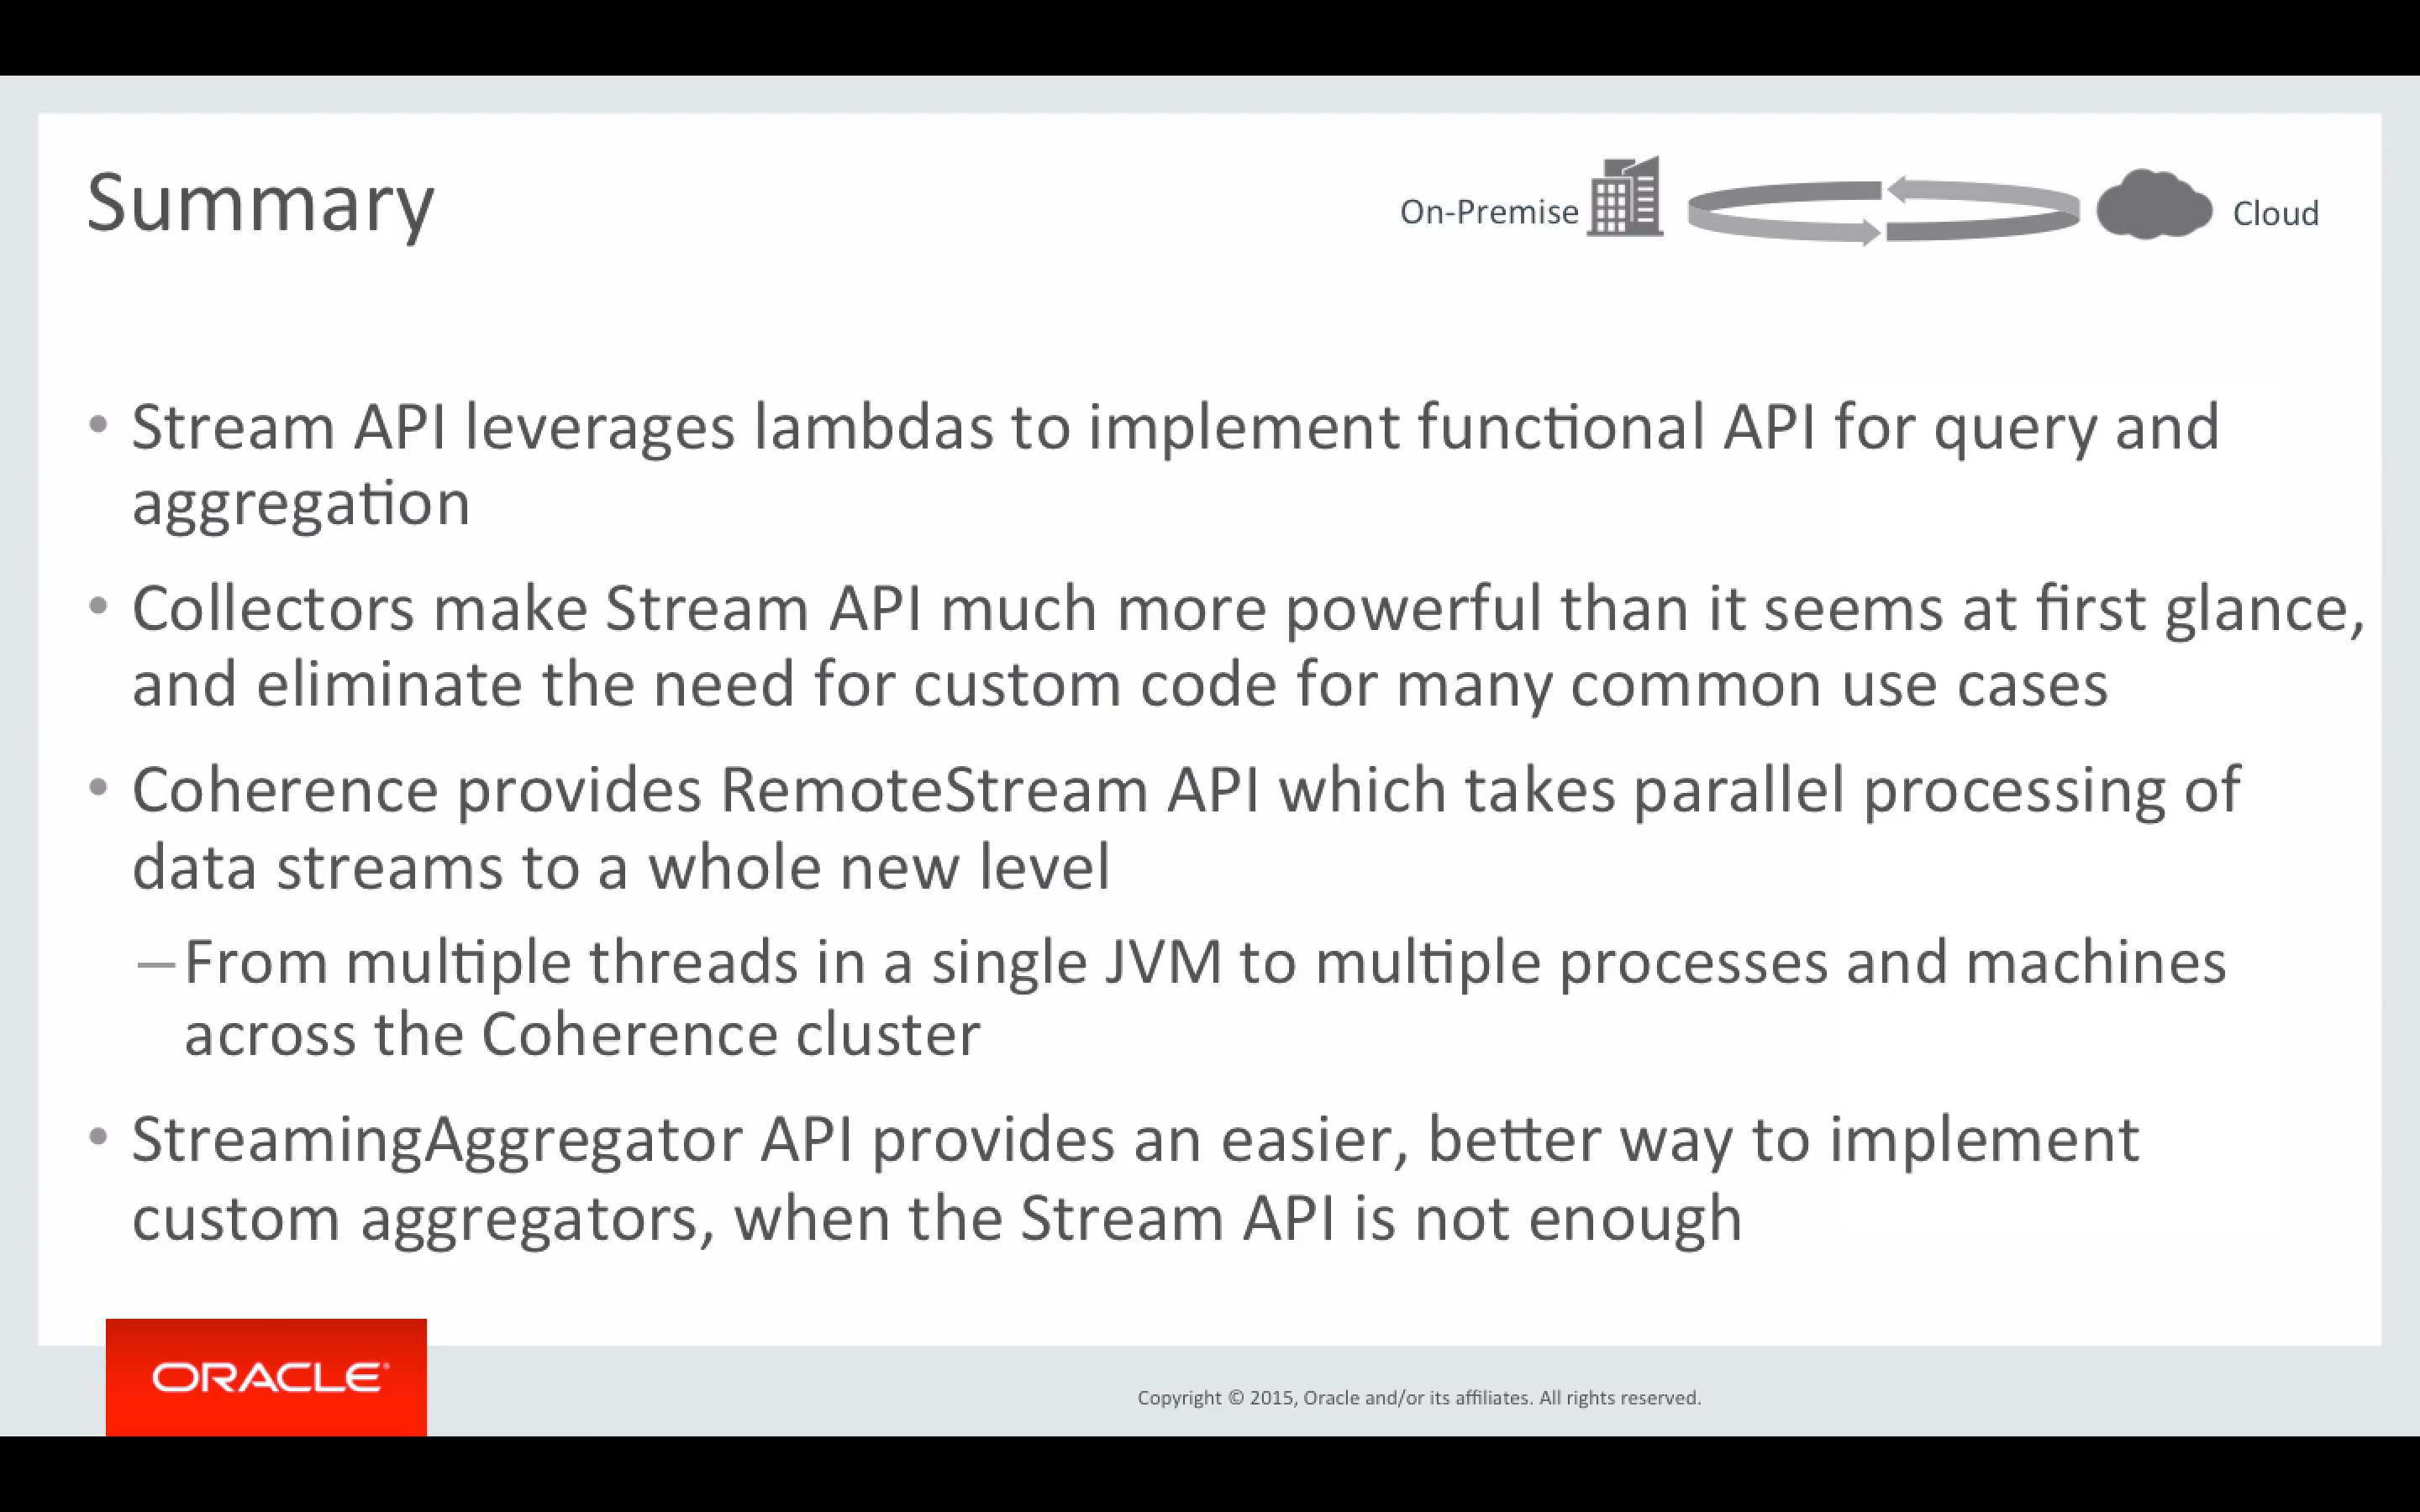 Summary
On-Premise
Cloud
• Stream API leverages lambdas to implement functional API for query and
aggregation
• Collectors make Stream API much more powerful than it seems at first glance,
and eliminate the need for custom code for many common use cases
• Coherence provides RemoteStream API which takes parallel processing of
data streams to a whole new level
– From multiple threads in a single JVM to multiple processes and machines
across the Coherence cluster
• StreamingAggregator API provides an easier, better way to implement
custom aggregators, when the Stream API is not enough
ORACLE®
Copyright © 2015, Oracle and/or its affiliates. All rights reserved.